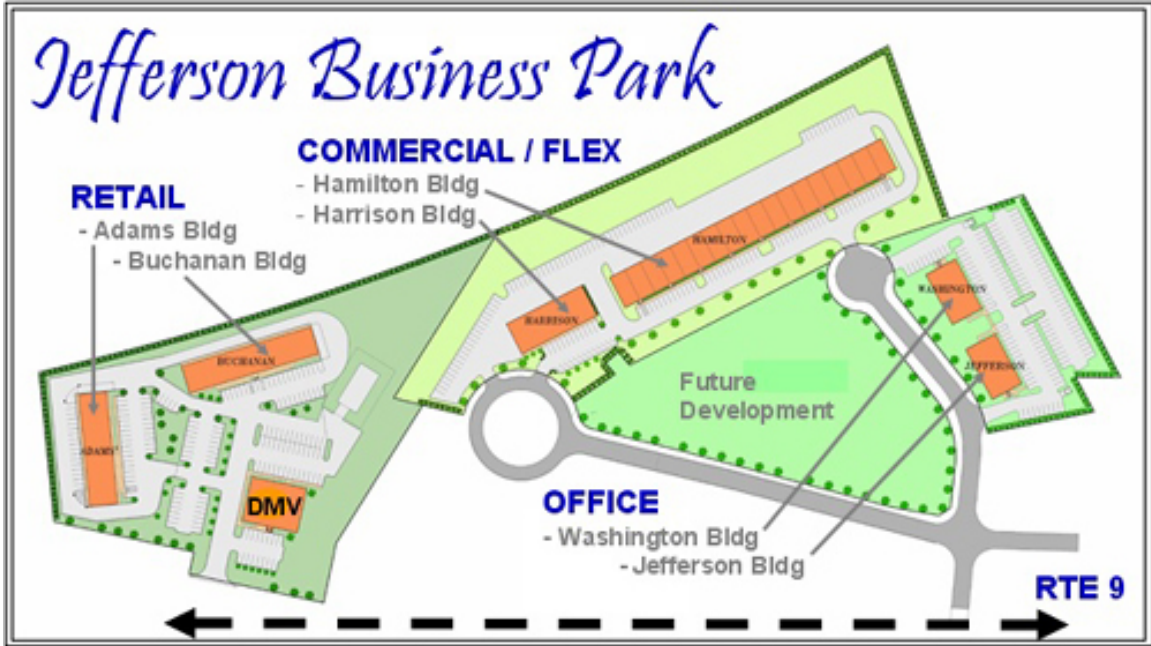 Jefferson Business Park
COMMERCIAL / FLEX
- Hamilton Bldg
- Harrison Bldg
RETAIL
- Adams Bldg
- Buchanan Bldg
HAMILTON
HARRISON
WASHINGTON
JEFFERSON
BUCHANAN
ADAMS
DMV
Future
Development
OFFICE
- Washington Bldg
- Jefferson Bldg
RTE 9